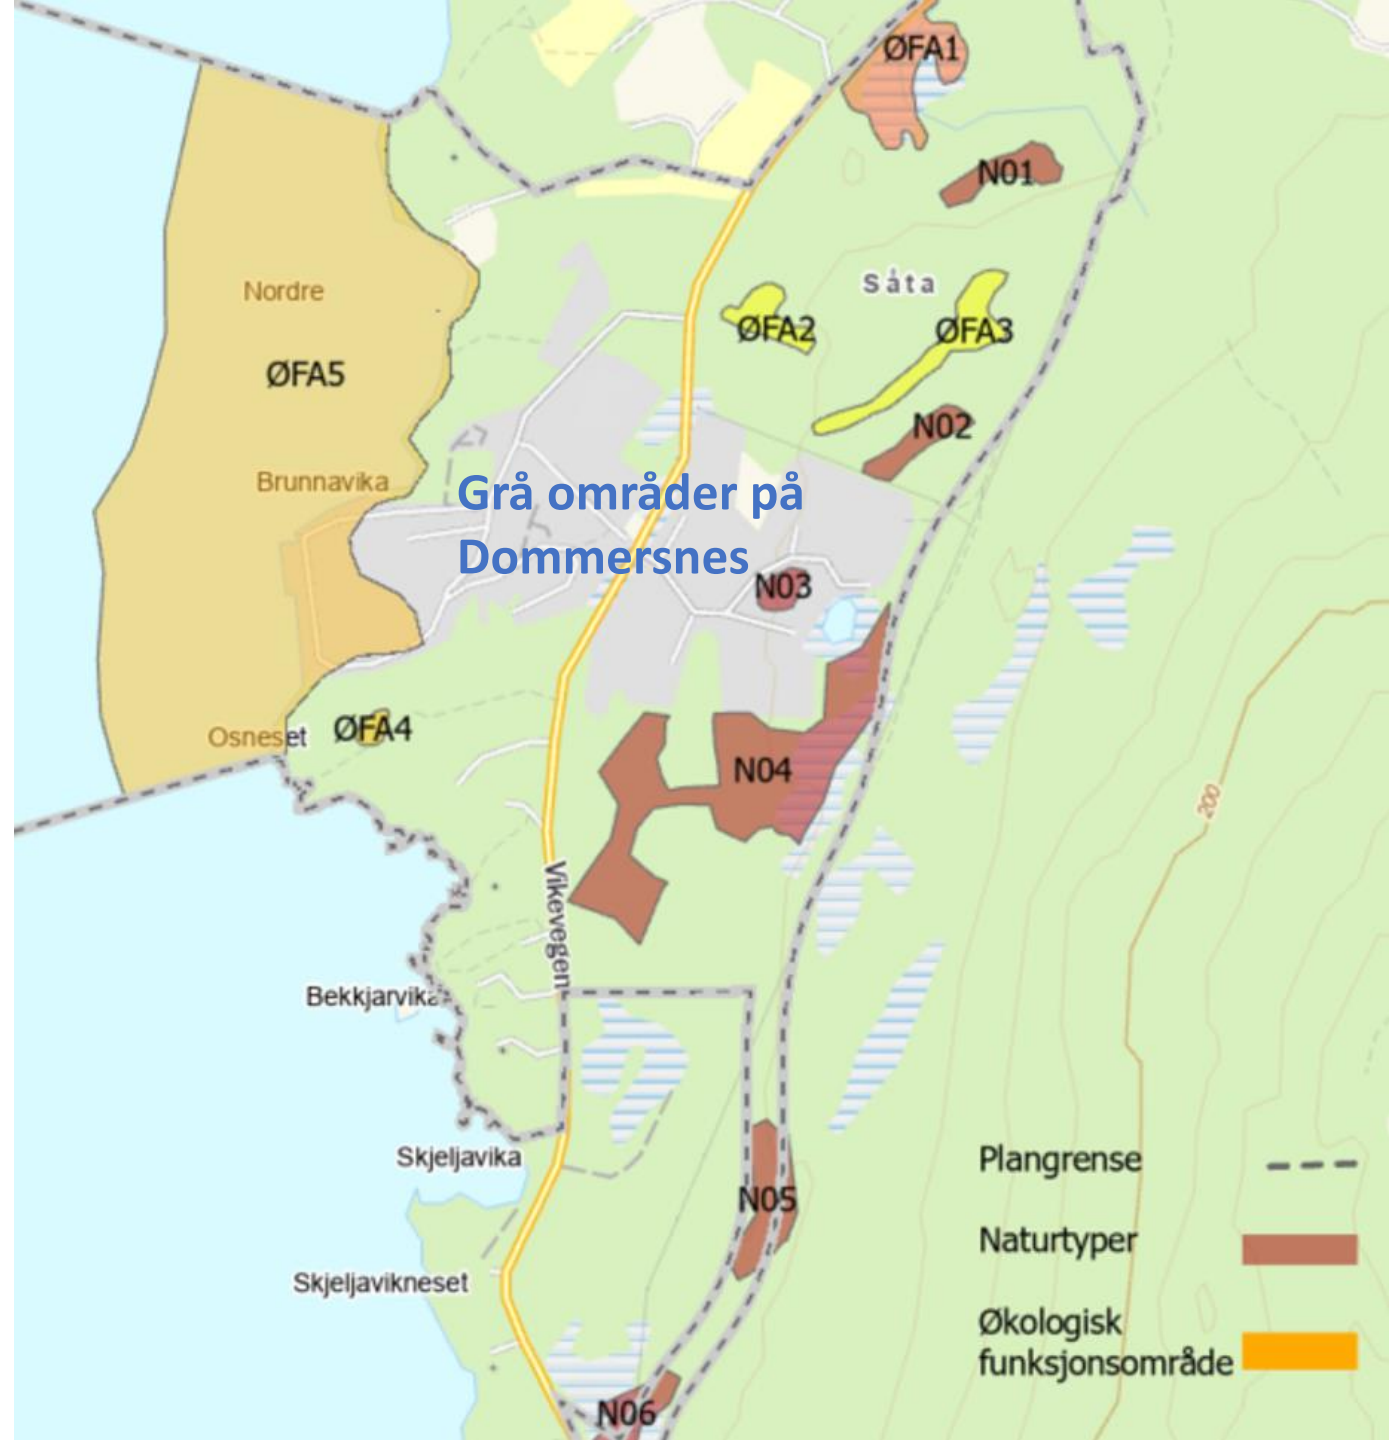 ØFA1
N01
Såta
Nordre
ØFA2
ØFA3
ØFA5
N02
Brunnavika
Grå områder på
Dommersnes
N03
Osneset
ØFA4
N04
200
Vikevegen
Bekkjarvika
Skjeljavika
Plangrense
N05
Naturtyper
Skjeljavikneset
Økologisk
funksjonsområde
N06